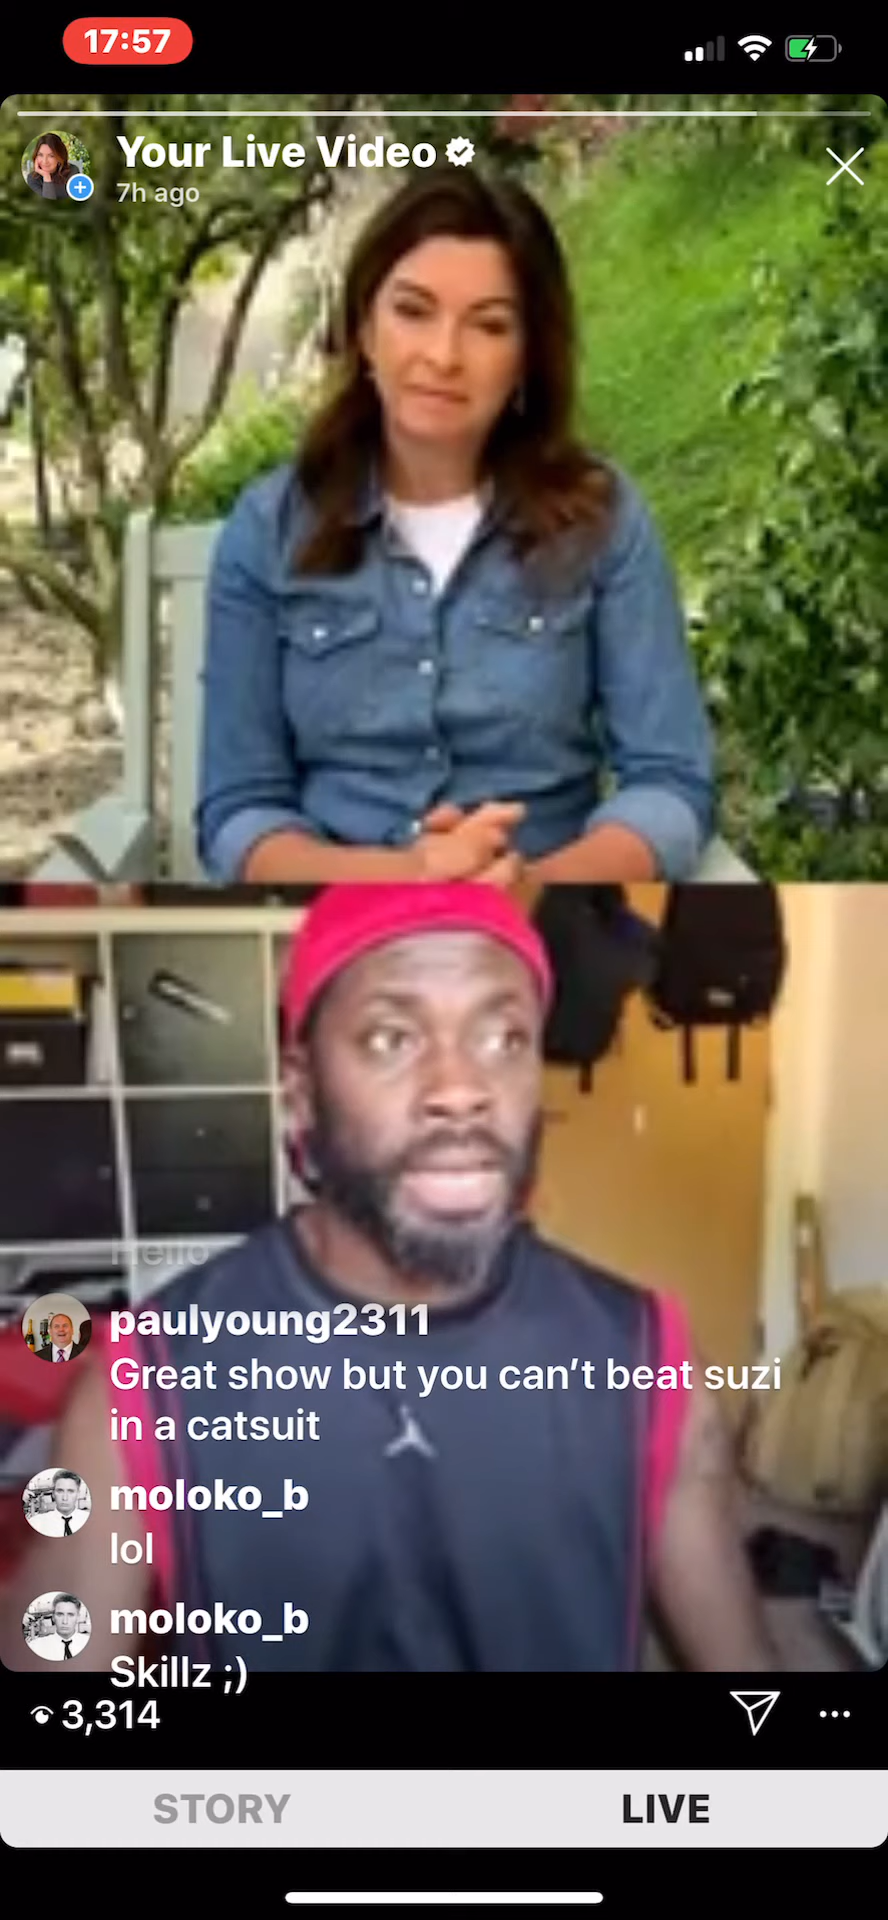 17:57
Your Live Video
7h ago
Hello
paulyoung2311
Great show but you can't beat suzi
in a catsuit
moloko_b
lol
moloko_b
Skillz ;)
3,314
STORY
LIVE